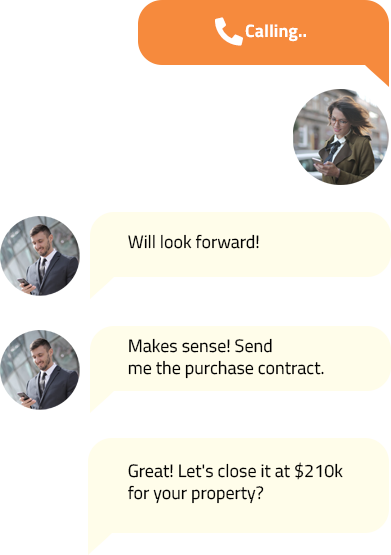 Calling..
Will look forward!
Makes sense! Send
me the purchase contract.
Great! Let's close it at $210k
for your property?